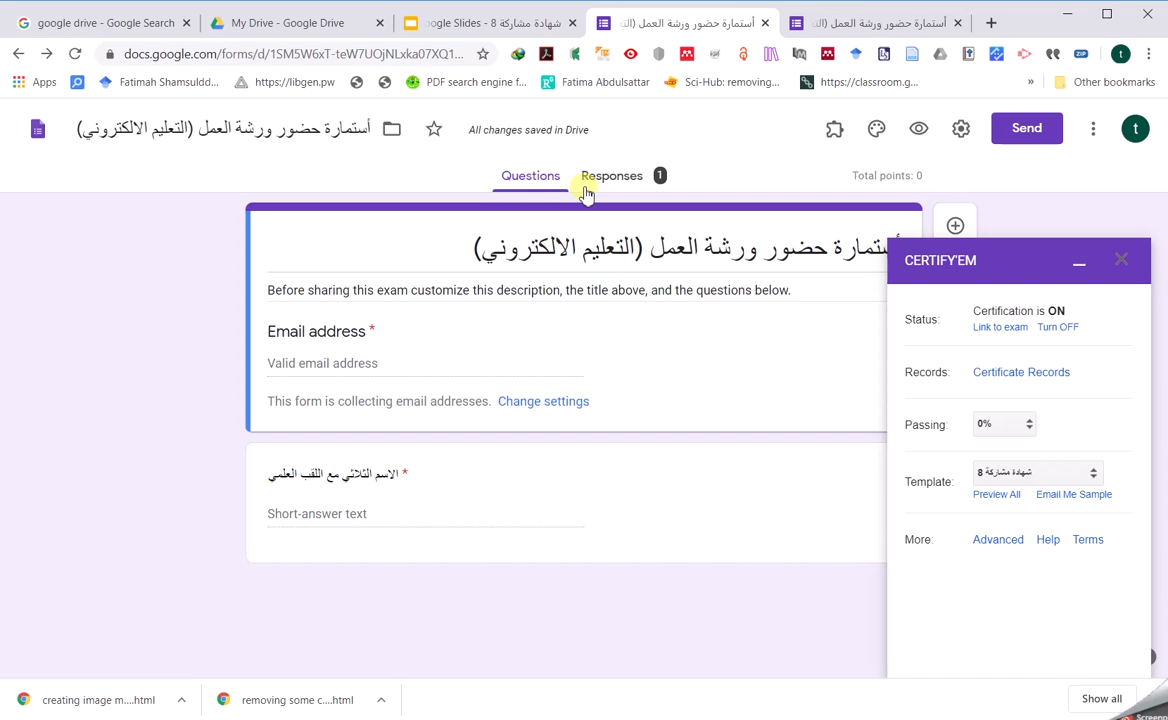 google drive - Google Search
My Drive - Google Drive
شهادة مشاركة 8 - Google Slides
أستمارة حضور ورشة العمل (الت
أستمارة حضور ورشة العمل (الت
docs.google.com/forms/d/1SM5W6xT-teW7UOjNLxka07XQ1...
ZIP
t
Apps
Fatimah Shamsuldd...
https://libgen.pw
PDF search engine f...
Fatima Abdulsattar
Sci-Hub: removing...
https://classroom.g...
»
Other bookmarks
أستمارة حضور ورشة العمل (التعليم الالكتروني)
All changes saved in Drive
Send
t
Questions
Responses 1
Total points: 0
أستمارة حضور ورشة العمل (التعليم الالكتروني)
Before sharing this exam customize this description, the title above, and the questions below.
Email address *
Valid email address
This form is collecting email addresses. Change settings
الاسم الثلاثي مع اللقب العلمي *
Short-answer text
CERTIFY'EM
Status:
Certification is ON
Link to exam Turn OFF
Records: Certificate Records
Passing: 0%
Template: شهادة مشاركة 8
Preview All Email Me Sample
More: Advanced Help Terms
creating image m....html
removing some c....html
Show all